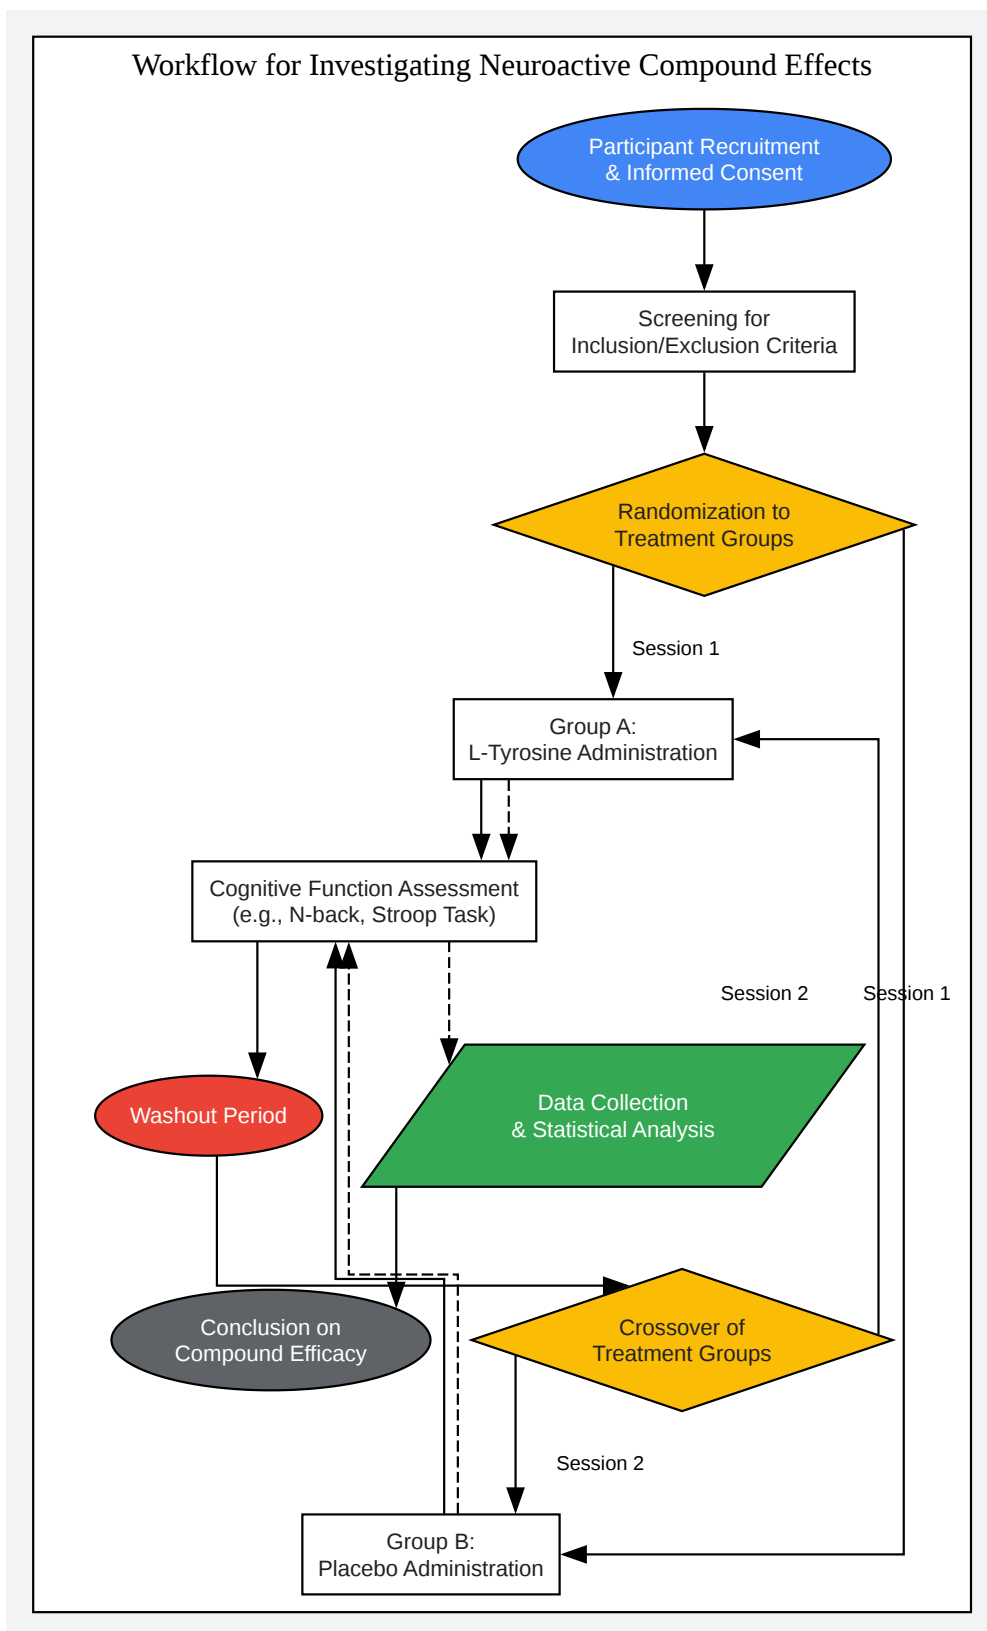 Workflow for Investigating Neuroactive Compound Effects
Participant Recruitment
& Informed Consent
Screening for
Inclusion/Exclusion Criteria
Randomization to
Treatment Groups
Session 1
Group A:
L-Tyrosine Administration
Cognitive Function Assessment
(e.g., N-back, Stroop Task)
Session 2
Session 1
Data Collection
& Statistical Analysis
Washout Period
Conclusion on
Compound Efficacy
Crossover of
Treatment Groups
Session 2
Group B:
Placebo Administration